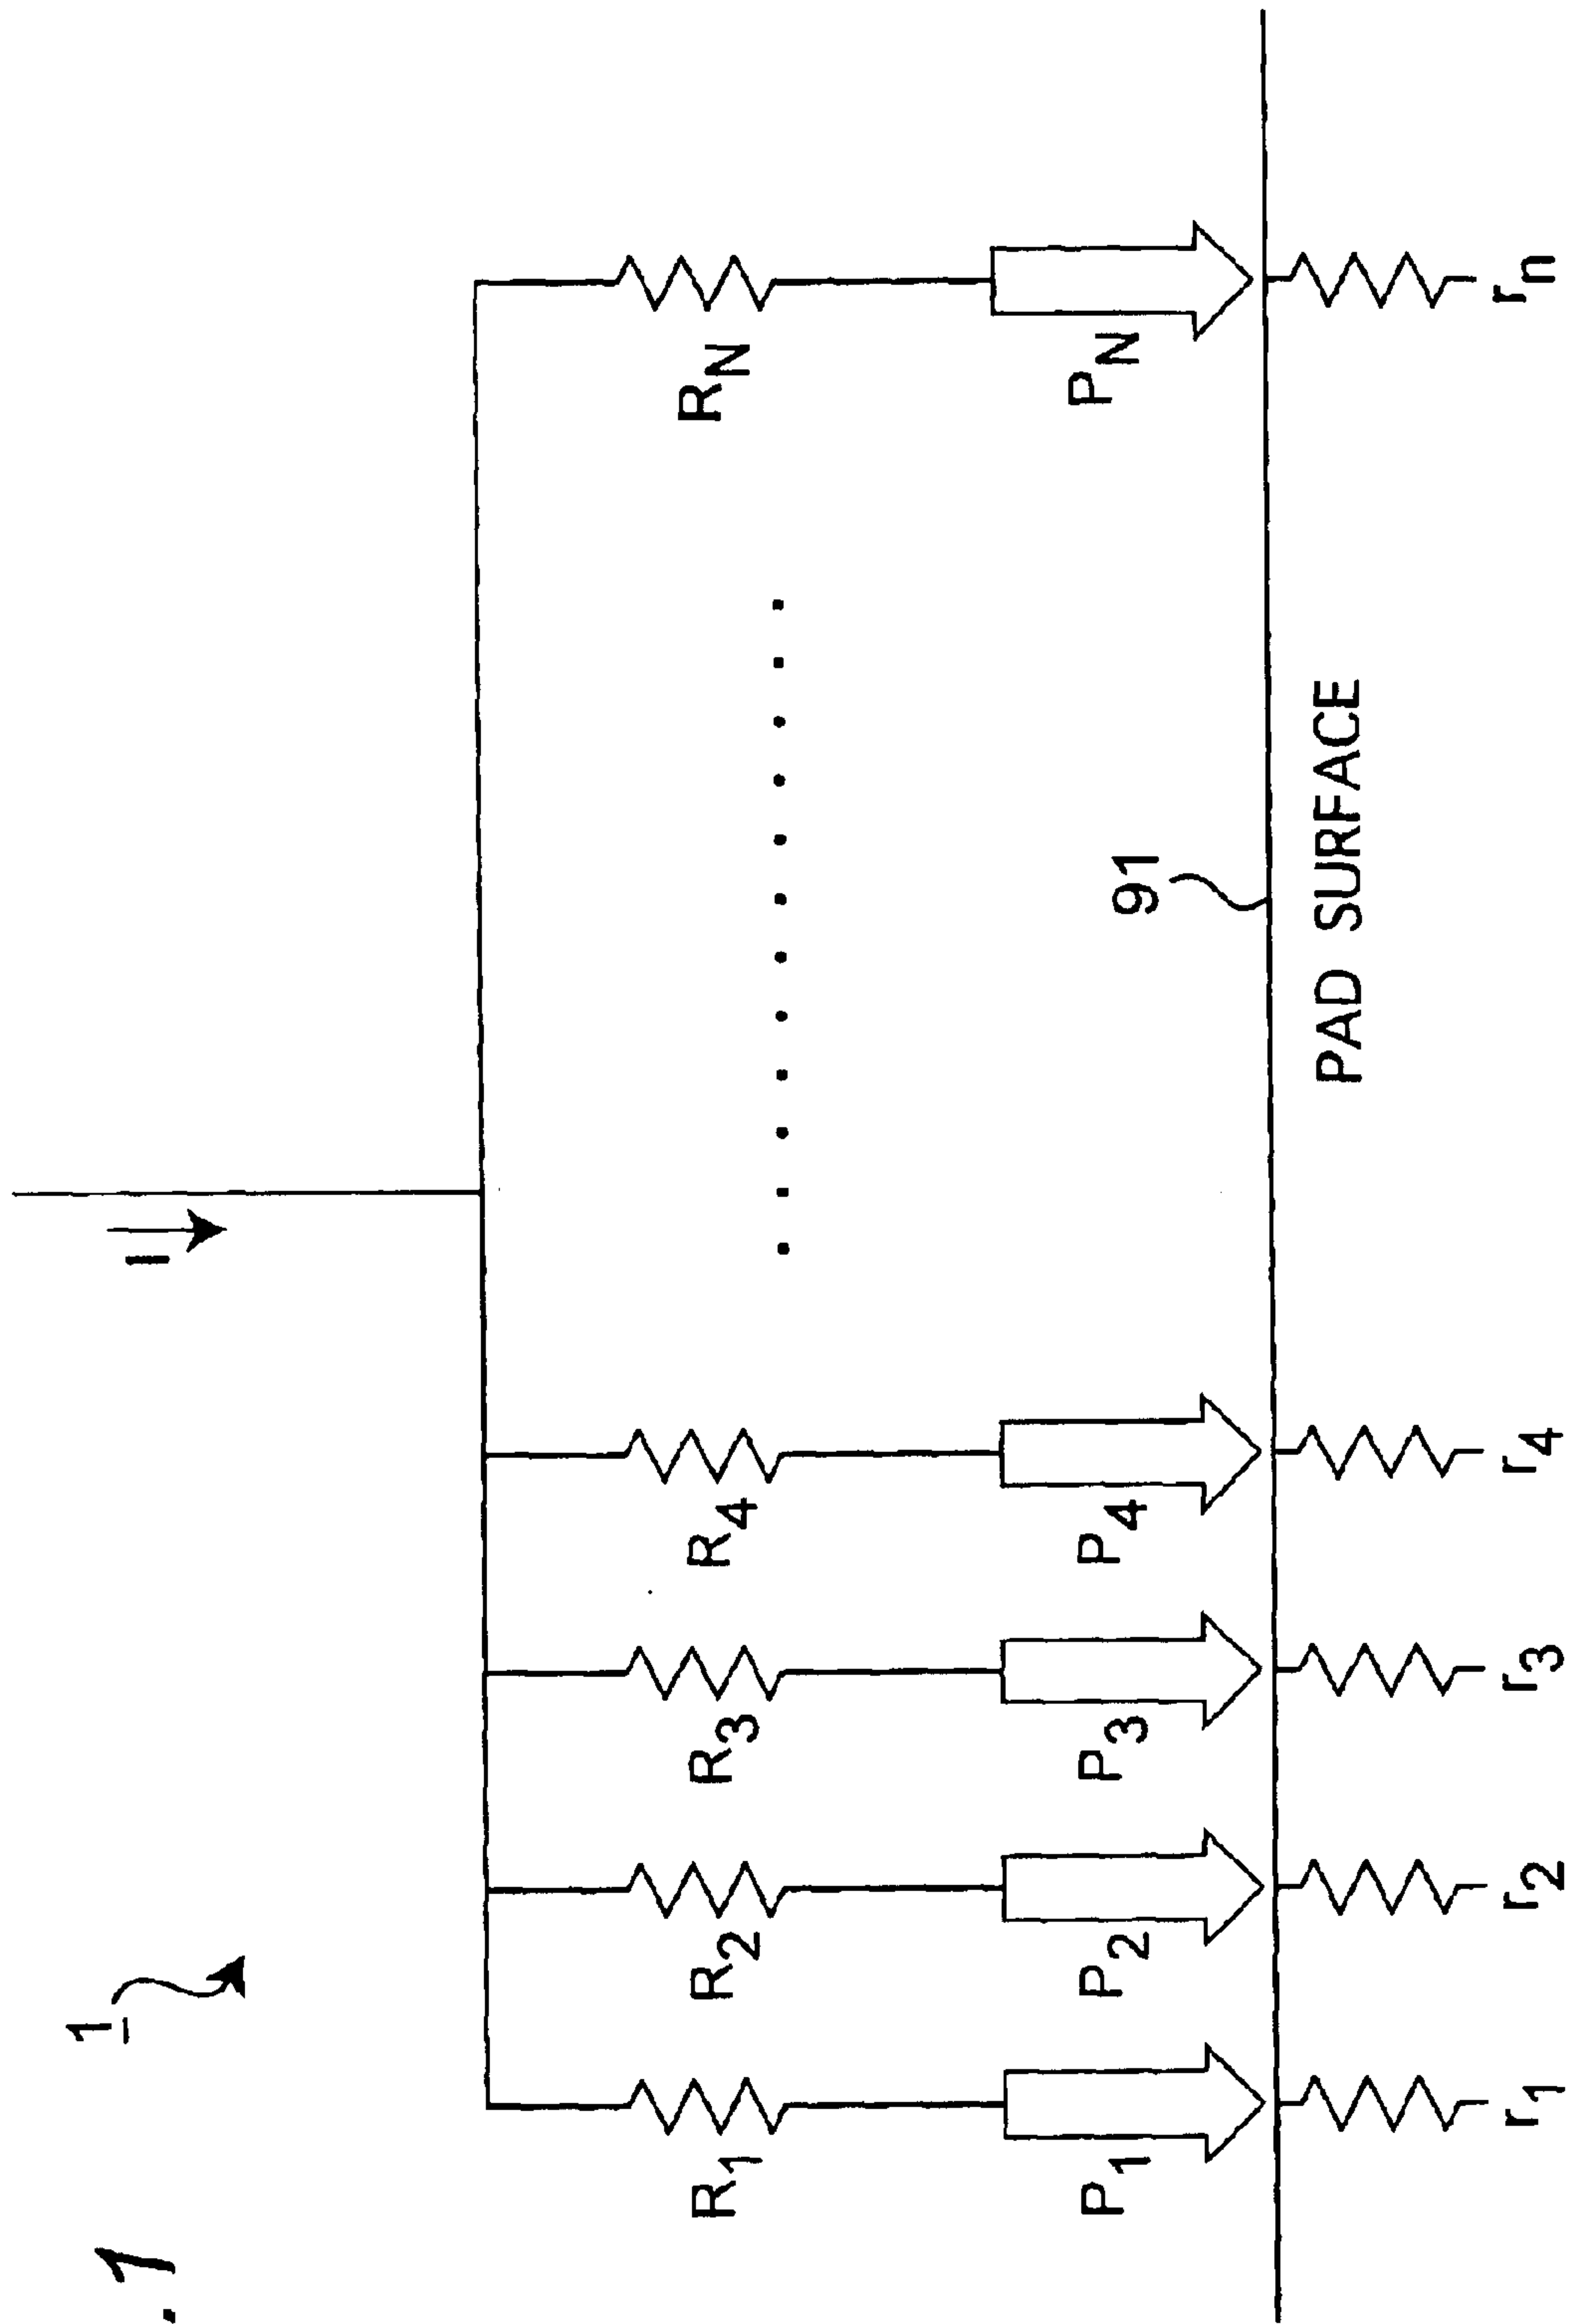 . 1
1
I
R1 R2 R3 R4 RN
P1 P2 P3 P4 PN
91
PAD SURFACE
r1 r2 r3 r4 rn